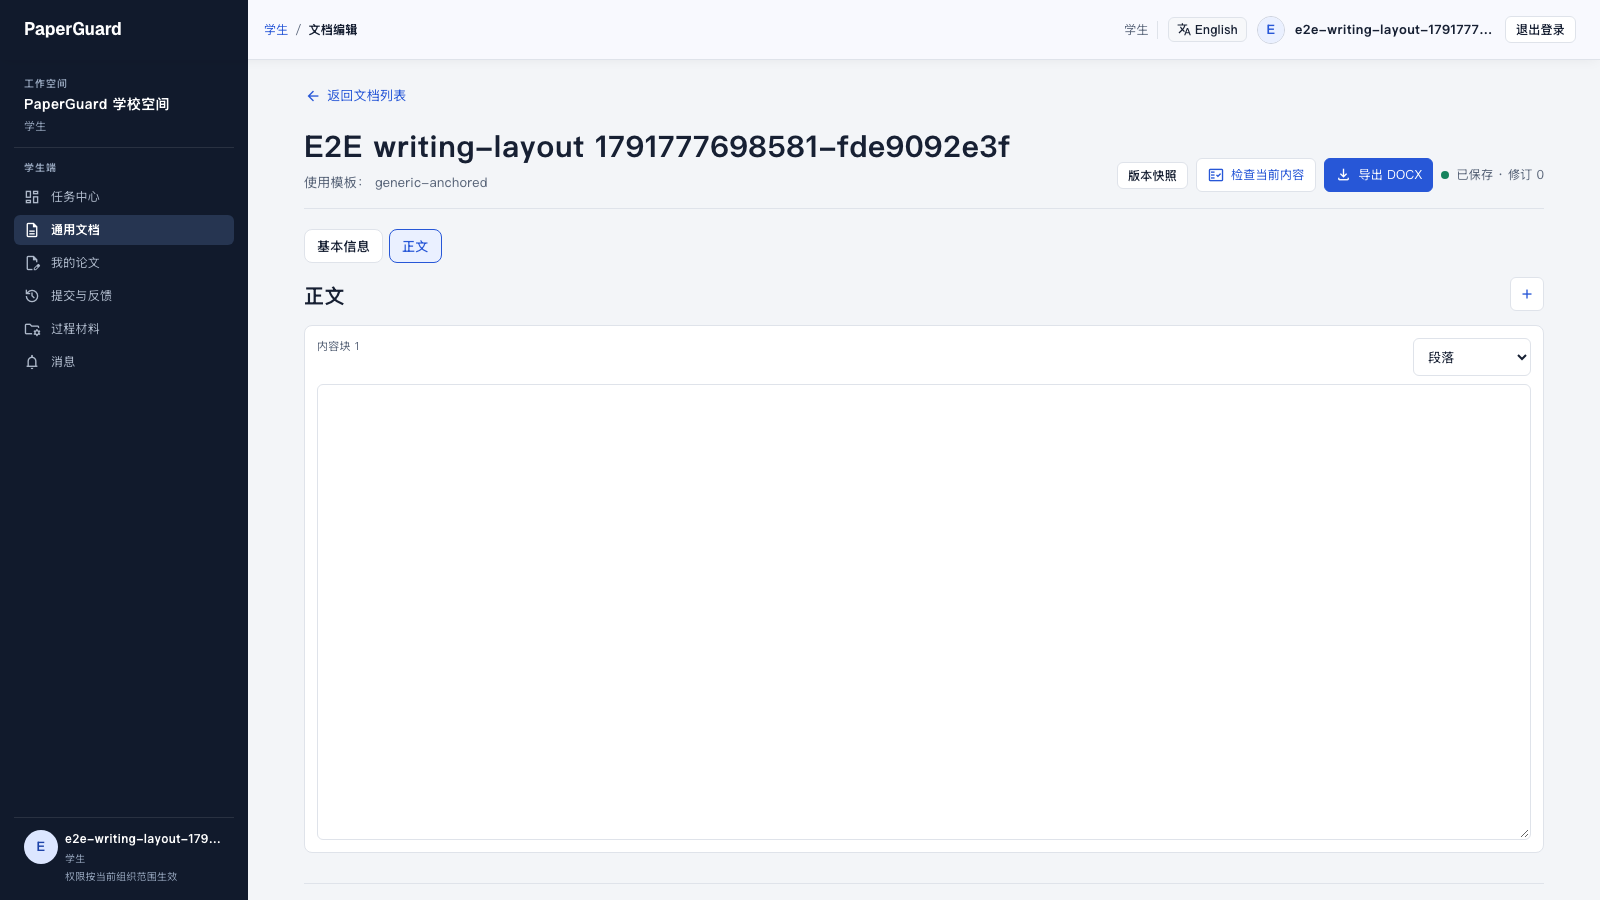 PaperGuard
工作空间
PaperGuard 学校空间
学生
学生端
任务中心
通用文档
我的论文
提交与反馈
过程材料
消息
E
e2e-writing-layout-179...
学生
权限按当前组织范围生效
学生 / 文档编辑
学生
English
E
e2e-writing-layout-1791777...
退出登录
返回文档列表
E2E writing-layout 1791777698581-fde9092e3f
使用模板： generic-anchored
版本快照
检查当前内容
导出 DOCX
已保存 · 修订 0
基本信息
正文
正文
+
内容块 1
段落